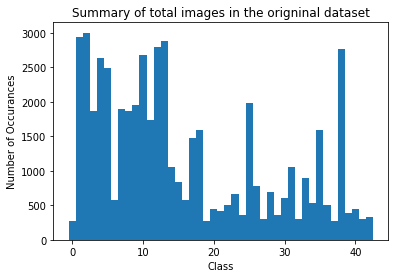 Summary of total images in the origninal dataset
3000
2500
2000
1500
1000
500
0
Number of Occurances
0 10 20 30 40
Class